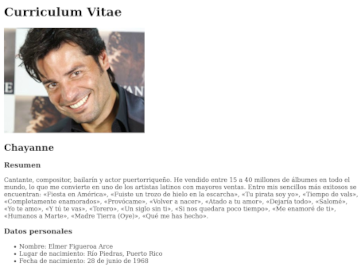 Curriculum Vitae
Chayanne
Resumen
Cantante, compositor, bailarín y actor puertorriqueño. He vendido entre 15 a 40 millones de álbumes en todo el
mundo, lo que me convierte en uno de los artistas latinos con mayores ventas. Entre mis sencillos más exitosos se
encuentran: «Fiesta en América», «Fuiste un trozo de hielo en la escarcha», «Tu pirata soy yo», «Tiempo de vals»,
«Completamente enamorados», «Provócame», «Volver a nacer», «Atado a tu amor», «Dejaría todo», «Salomé»,
«Yo te amo», «Y tú te vas», «Torero», «Un siglo sin ti», «Si nos quedara poco tiempo», «Me enamoré de ti»,
«Humanos a Marte», «Madre Tierra (Oye)», «Qué me has hecho».
Datos personales
• Nombre: Elmer Figueroa Arce
• Lugar de nacimiento: Río Piedras, Puerto Rico
• Fecha de nacimiento: 28 de junio de 1968